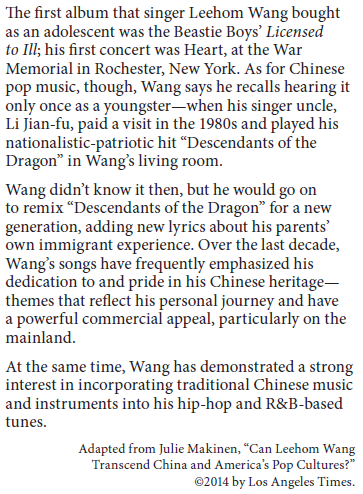 The first album that singer Leehom Wang bought
as an adolescent was the Beastie Boys’ Licensed
to Ill; his first concert was Heart, at the War
Memorial in Rochester, New York. As for Chinese
pop music, though, Wang says he recalls hearing it
only once as a youngster—when his singer uncle,
Li Jian-fu, paid a visit in the 1980s and played his
nationalistic-patriotic hit “Descendants of the
Dragon” in Wang’s living room.
Wang didn’t know it then, but he would go on
to remix “Descendants of the Dragon” for a new
generation, adding new lyrics about his parents’
own immigrant experience. Over the last decade,
Wang’s songs have frequently emphasized his
dedication to and pride in his Chinese heritage—
themes that reflect his personal journey and have
a powerful commercial appeal, particularly on the
mainland.
At the same time, Wang has demonstrated a strong
interest in incorporating traditional Chinese music
and instruments into his hip-hop and R&B-based
tunes.
Adapted from Julie Makinen, “Can Leehom Wang
Transcend China and America’s Pop Cultures?”
©2014 by Los Angeles Times.